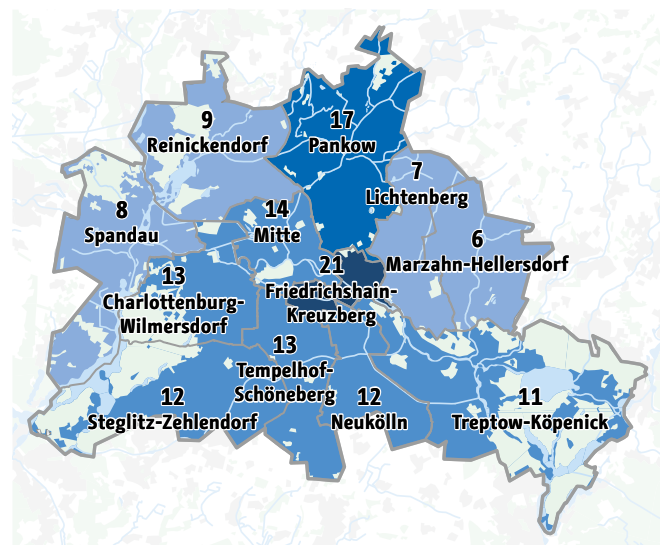 17
Pankow
9
Reinickendorf
7
Lichtenberg
8
Spandau
14
Mitte
6
Marzahn-Hellersdorf
21
Friedrichshain-
Kreuzberg
13
Charlottenburg-
Wilmersdorf
13
Tempelhof-
Schöneberg
12
Steglitz-Zehlendorf
12
Neukölln
11
Treptow-Köpenick